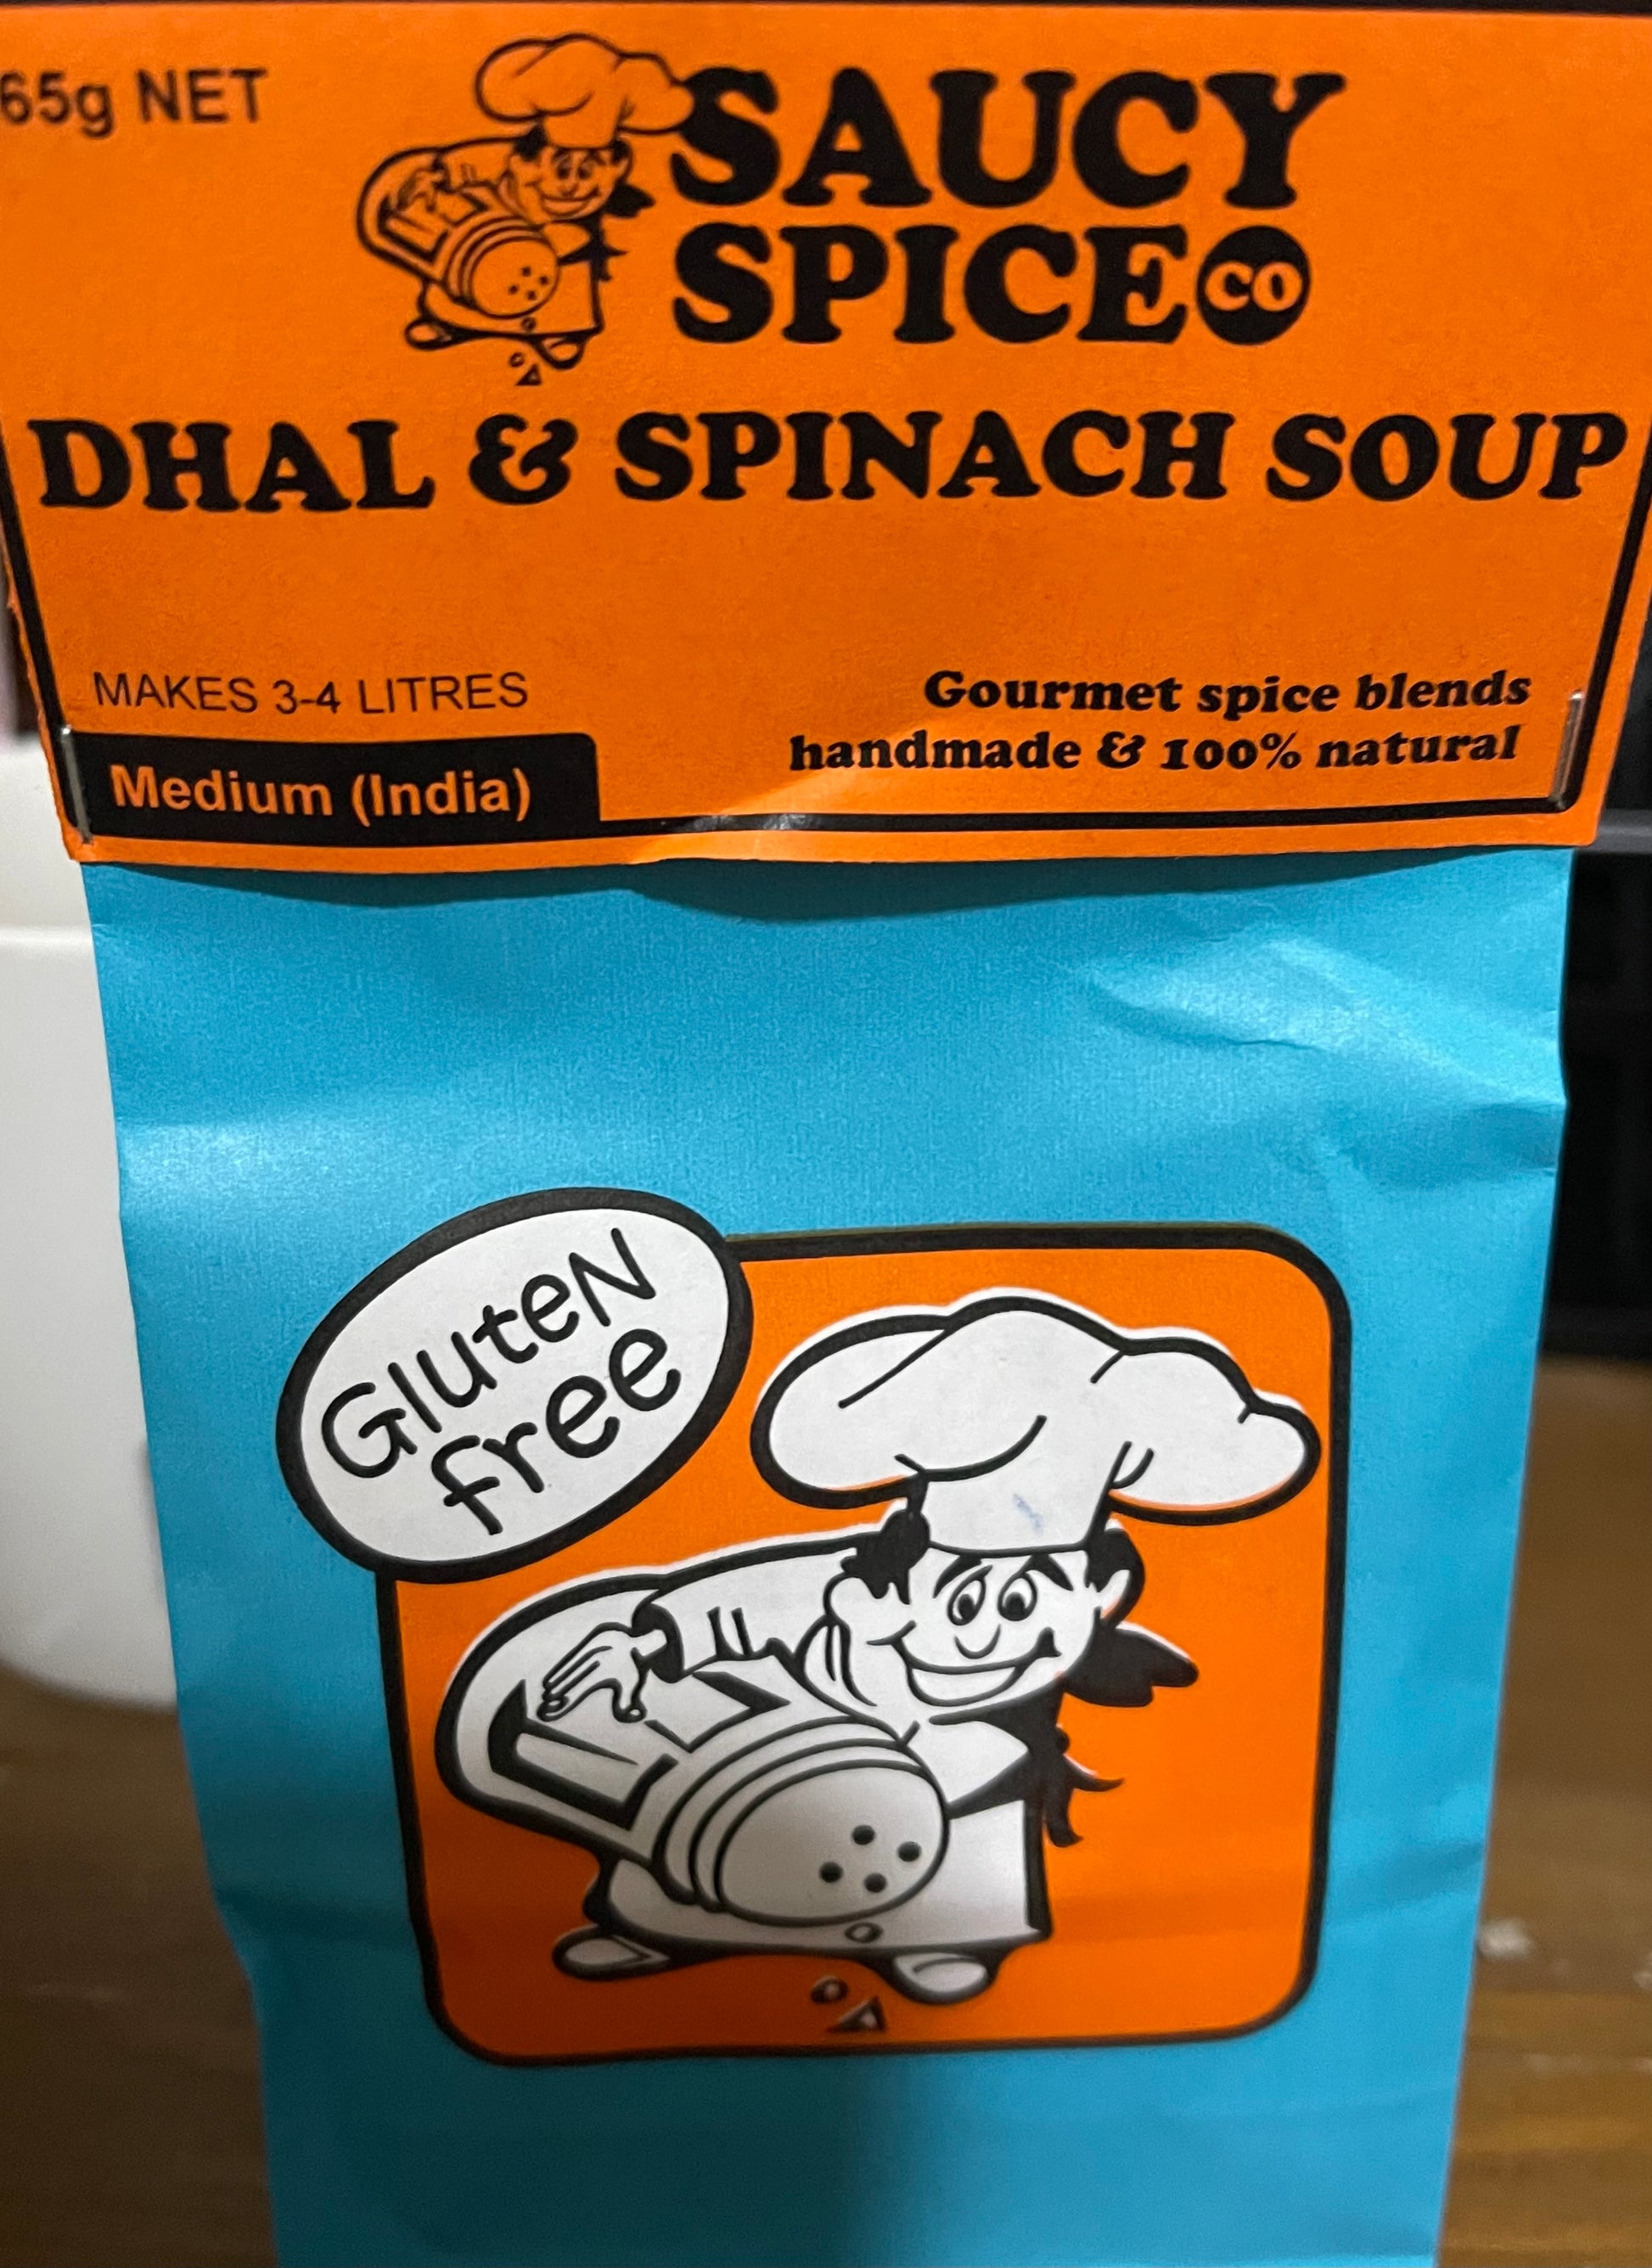 65g NET
SAUCY
SPICE CO
DHAL & SPINACH SOUP
MAKES 3-4 LITRES
Medium (India)
Gourmet spice blends
handmade & 100% natural
Gluten
free